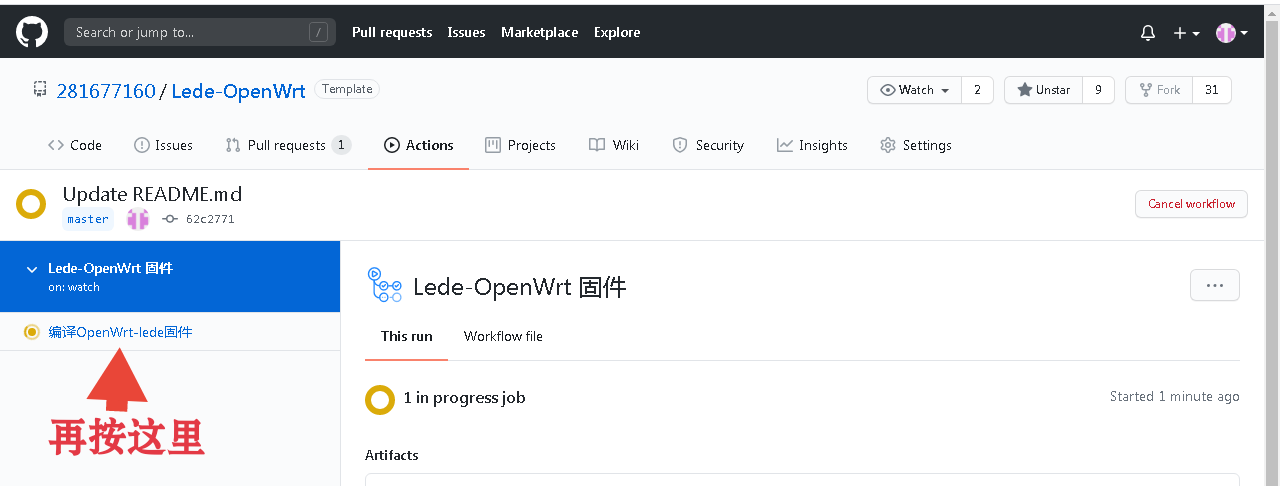 Search or jump to... /
Pull requests Issues Marketplace Explore
281677160 / Lede-OpenWrt Template
Watch 2 Unstar 9 Fork 31
Code Issues Pull requests 1 Actions Projects Wiki Security Insights Settings
Update README.md
master 62c2771
Cancel workflow
Lede-OpenWrt 固件
on: watch
编译OpenWrt-lede固件
再按这里
Lede-OpenWrt 固件
This run Workflow file
1 in progress job Started 1 minute ago
Artifacts